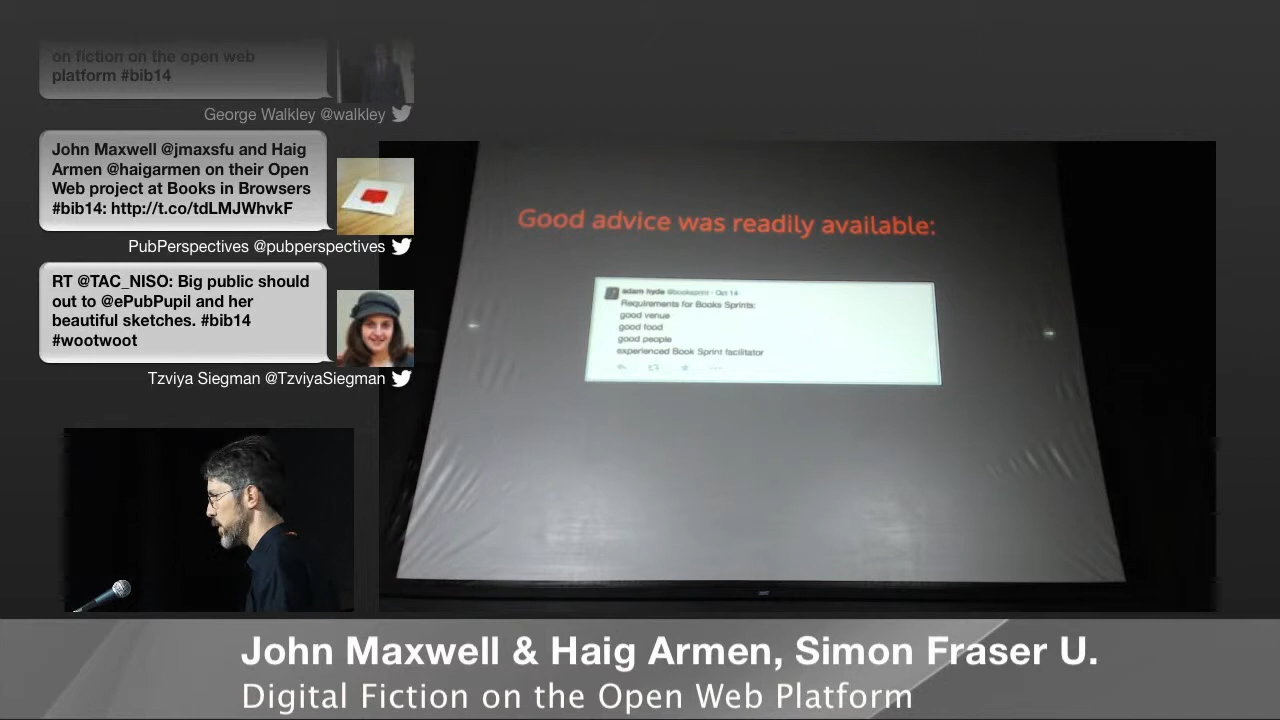 on fiction on the open web
platform #bib14
George Walkley @walkley
John Maxwell @jmaxsfu and Haig
Armen @haigarmen on their Open
Web project at Books in Browsers
#bib14: http://t.co/tdLMJWhvkF
PubPerspectives @pubperspectives
RT @TAC_NISO: Big public should
out to @ePubPupil and her
beautiful sketches. #bib14
#wootwoot
Tzviya Siegman @TzviyaSiegman
Good advice was readily available:
adam hyde @booksprint · Oct 14
Requirements for Books Sprints:
good venue
good food
good people
experienced Book Sprint facilitator
John Maxwell & Haig Armen, Simon Fraser U.
Digital Fiction on the Open Web Platform